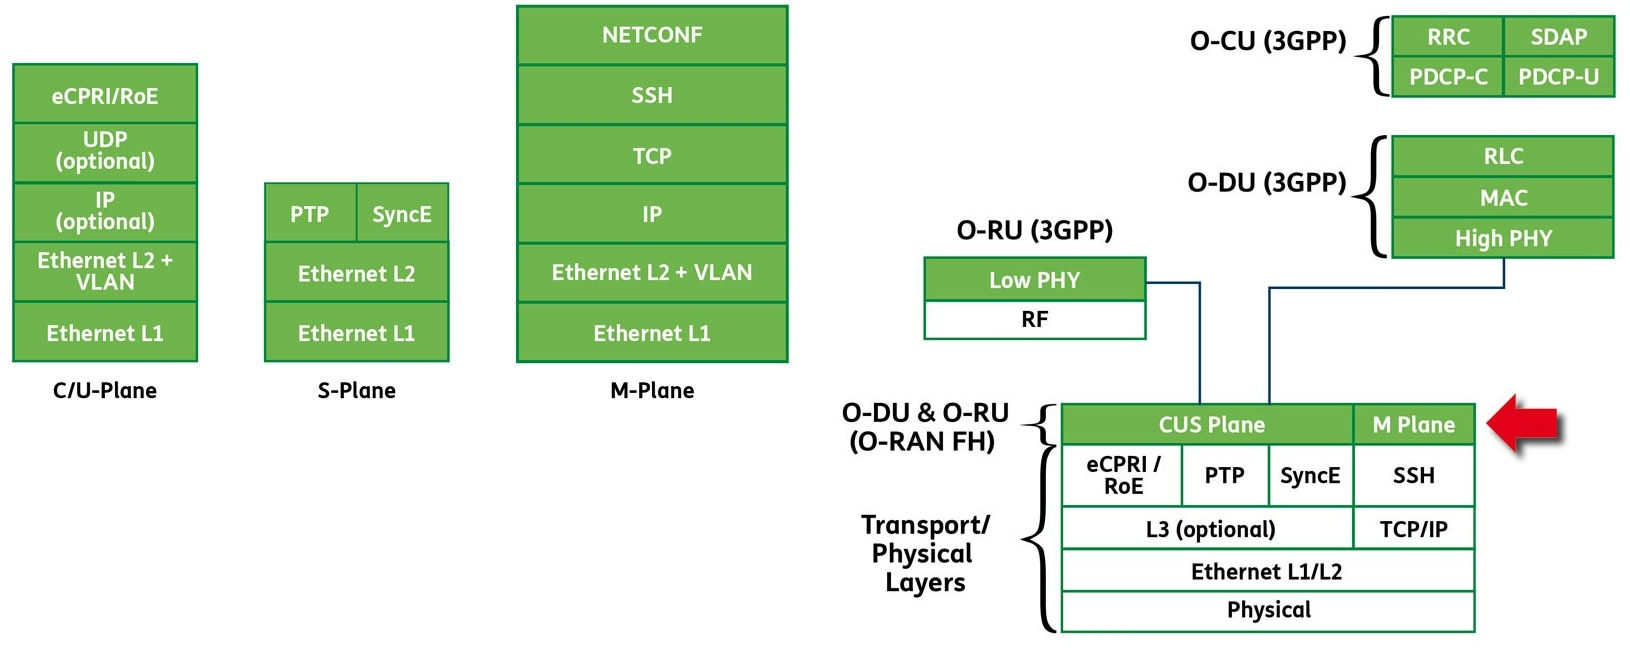 eCPRI/RoE
UDP
(optional)
IP
(optional)
Ethernet L2 +
VLAN
Ethernet L1
C/U-Plane
PTP
SyncE
Ethernet L2
Ethernet L1
S-Plane
NETCONF
SSH
TCP
IP
Ethernet L2 + VLAN
Ethernet L1
M-Plane
O-CU (3GPP)
RRC
SDAP
PDCP-C
PDCP-U
O-DU (3GPP)
RLC
MAC
High PHY
O-RU (3GPP)
Low PHY
RF
O-DU & O-RU
(O-RAN FH)
CUS Plane
M Plane
Transport/
Physical
Layers
eCPRI /
RoE
PTP
SyncE
SSH
L3 (optional)
TCP/IP
Ethernet L1/L2
Physical